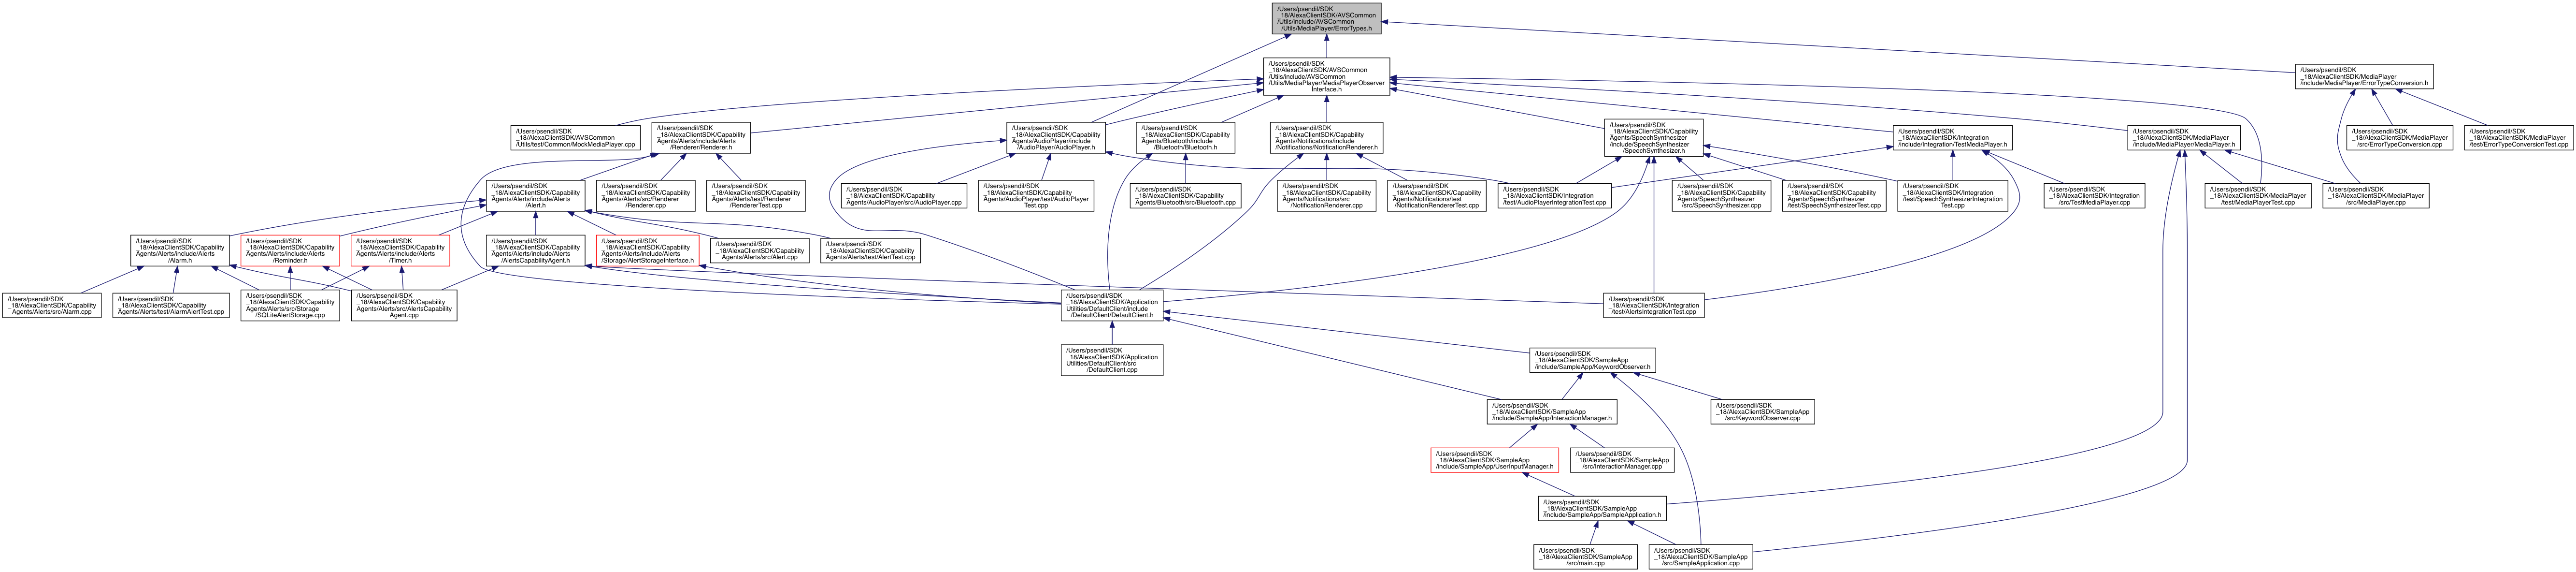 /Users/psendil/SDK
_18/AlexaClientSDK/AVSCommon
/Utils/include/AVSCommon
/Utils/MediaPlayer/ErrorTypes.h
/Users/psendil/SDK
_18/AlexaClientSDK/AVSCommon
/Utils/include/AVSCommon
/Utils/MediaPlayer/MediaPlayerObserver
Interface.h
/Users/psendil/SDK
_18/AlexaClientSDK/MediaPlayer
/include/MediaPlayer/ErrorTypeConversion.h
/Users/psendil/SDK
_18/AlexaClientSDK/AVSCommon
/Utils/test/Common/MockMediaPlayer.cpp
/Users/psendil/SDK
_18/AlexaClientSDK/Capability
Agents/Alerts/include/Alerts
/Renderer/Renderer.h
/Users/psendil/SDK
_18/AlexaClientSDK/Capability
Agents/AudioPlayer/include
/AudioPlayer/AudioPlayer.h
/Users/psendil/SDK
_18/AlexaClientSDK/Capability
Agents/Bluetooth/include
/Bluetooth/Bluetooth.h
/Users/psendil/SDK
_18/AlexaClientSDK/Capability
Agents/Notifications/include
/Notifications/NotificationRenderer.h
/Users/psendil/SDK
_18/AlexaClientSDK/Capability
Agents/SpeechSynthesizer
/include/SpeechSynthesizer
/SpeechSynthesizer.h
/Users/psendil/SDK
_18/AlexaClientSDK/Integration
/include/Integration/TestMediaPlayer.h
/Users/psendil/SDK
_18/AlexaClientSDK/MediaPlayer
/include/MediaPlayer/MediaPlayer.h
/Users/psendil/SDK
_18/AlexaClientSDK/MediaPlayer
/src/ErrorTypeConversion.cpp
/Users/psendil/SDK
_18/AlexaClientSDK/MediaPlayer
/test/ErrorTypeConversionTest.cpp
/Users/psendil/SDK
_18/AlexaClientSDK/Capability
Agents/Alerts/include/Alerts
/Alert.h
/Users/psendil/SDK
_18/AlexaClientSDK/Capability
Agents/Alerts/src/Renderer
/Renderer.cpp
/Users/psendil/SDK
_18/AlexaClientSDK/Capability
Agents/Alerts/test/Renderer
/RendererTest.cpp
/Users/psendil/SDK
_18/AlexaClientSDK/Capability
Agents/AudioPlayer/src/AudioPlayer.cpp
/Users/psendil/SDK
_18/AlexaClientSDK/Capability
Agents/AudioPlayer/test/AudioPlayer
Test.cpp
/Users/psendil/SDK
_18/AlexaClientSDK/Capability
Agents/Bluetooth/src/Bluetooth.cpp
/Users/psendil/SDK
_18/AlexaClientSDK/Capability
Agents/Notifications/src
/NotificationRenderer.cpp
/Users/psendil/SDK
_18/AlexaClientSDK/Capability
Agents/Notifications/test
/NotificationRendererTest.cpp
/Users/psendil/SDK
_18/AlexaClientSDK/Integration
/test/AudioPlayerIntegrationTest.cpp
/Users/psendil/SDK
_18/AlexaClientSDK/Capability
Agents/SpeechSynthesizer
/src/SpeechSynthesizer.cpp
/Users/psendil/SDK
_18/AlexaClientSDK/Capability
Agents/SpeechSynthesizer
/test/SpeechSynthesizerTest.cpp
/Users/psendil/SDK
_18/AlexaClientSDK/Integration
/test/SpeechSynthesizerIntegration
Test.cpp
/Users/psendil/SDK
_18/AlexaClientSDK/Integration
/src/TestMediaPlayer.cpp
/Users/psendil/SDK
_18/AlexaClientSDK/MediaPlayer
/test/MediaPlayerTest.cpp
/Users/psendil/SDK
_18/AlexaClientSDK/MediaPlayer
/src/MediaPlayer.cpp
/Users/psendil/SDK
_18/AlexaClientSDK/Capability
Agents/Alerts/include/Alerts
/Alarm.h
/Users/psendil/SDK
_18/AlexaClientSDK/Capability
Agents/Alerts/include/Alerts
/Reminder.h
/Users/psendil/SDK
_18/AlexaClientSDK/Capability
Agents/Alerts/include/Alerts
/Timer.h
/Users/psendil/SDK
_18/AlexaClientSDK/Capability
Agents/Alerts/include/Alerts
/AlertsCapabilityAgent.h
/Users/psendil/SDK
_18/AlexaClientSDK/Capability
Agents/Alerts/include/Alerts
/Storage/AlertStorageInterface.h
/Users/psendil/SDK
_18/AlexaClientSDK/Capability
Agents/Alerts/src/Alert.cpp
/Users/psendil/SDK
_18/AlexaClientSDK/Capability
Agents/Alerts/test/AlertTest.cpp
/Users/psendil/SDK
_18/AlexaClientSDK/Capability
Agents/Alerts/src/Alarm.cpp
/Users/psendil/SDK
_18/AlexaClientSDK/Capability
Agents/Alerts/test/AlarmAlertTest.cpp
/Users/psendil/SDK
_18/AlexaClientSDK/Capability
Agents/Alerts/src/Storage
/SQLiteAlertStorage.cpp
/Users/psendil/SDK
_18/AlexaClientSDK/Capability
Agents/Alerts/src/AlertsCapability
Agent.cpp
/Users/psendil/SDK
_18/AlexaClientSDK/Application
Utilities/DefaultClient/include
/DefaultClient/DefaultClient.h
/Users/psendil/SDK
_18/AlexaClientSDK/Integration
/test/AlertsIntegrationTest.cpp
/Users/psendil/SDK
_18/AlexaClientSDK/Application
Utilities/DefaultClient/src
/DefaultClient.cpp
/Users/psendil/SDK
_18/AlexaClientSDK/SampleApp
/include/SampleApp/KeywordObserver.h
/Users/psendil/SDK
_18/AlexaClientSDK/SampleApp
/include/SampleApp/InteractionManager.h
/Users/psendil/SDK
_18/AlexaClientSDK/SampleApp
/src/KeywordObserver.cpp
/Users/psendil/SDK
_18/AlexaClientSDK/SampleApp
/include/SampleApp/UserInputManager.h
/Users/psendil/SDK
_18/AlexaClientSDK/SampleApp
/src/InteractionManager.cpp
/Users/psendil/SDK
_18/AlexaClientSDK/SampleApp
/include/SampleApp/SampleApplication.h
/Users/psendil/SDK
_18/AlexaClientSDK/SampleApp
/src/main.cpp
/Users/psendil/SDK
_18/AlexaClientSDK/SampleApp
/src/SampleApplication.cpp